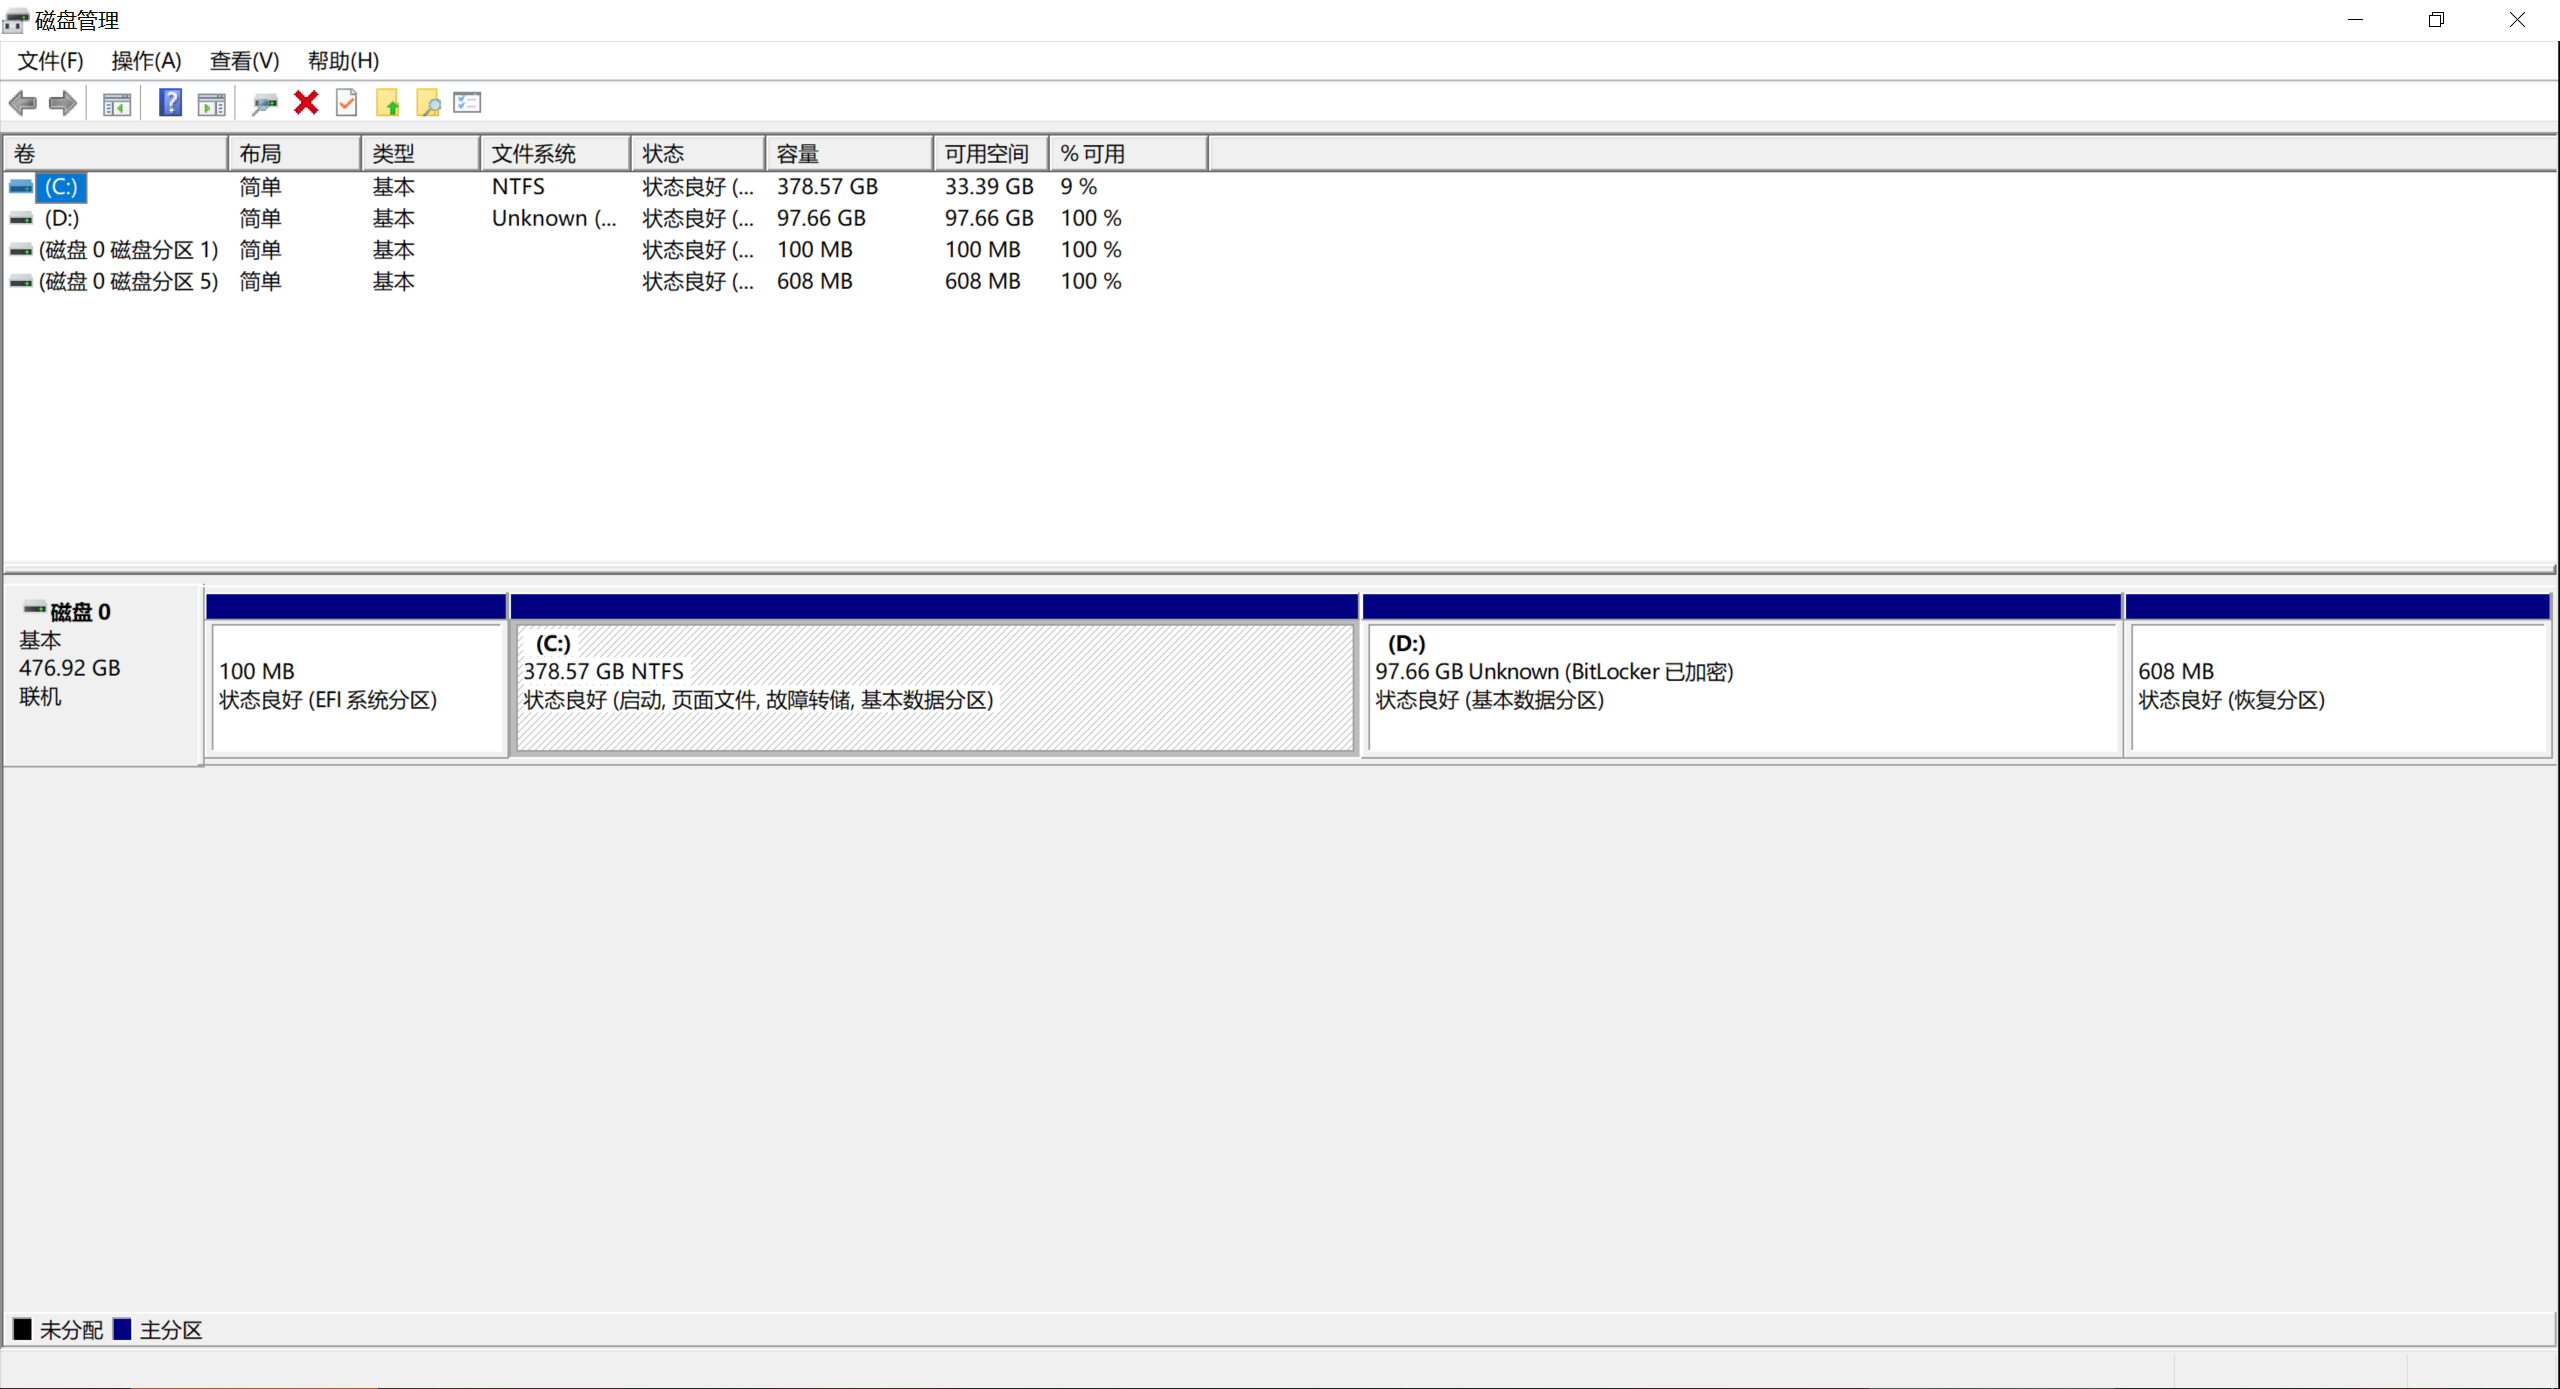 磁盘管理
文件(F) 操作(A) 查看(V) 帮助(H)
卷 布局 类型 文件系统 状态 容量 可用空间 % 可用
(C:) 简单 基本 NTFS 状态良好 (... 378.57 GB 33.39 GB 9 %
(D:) 简单 基本 Unknown (... 状态良好 (... 97.66 GB 97.66 GB 100 %
(磁盘 0 磁盘分区 1) 简单 基本 状态良好 (... 100 MB 100 MB 100 %
(磁盘 0 磁盘分区 5) 简单 基本 状态良好 (... 608 MB 608 MB 100 %
磁盘 0
基本
476.92 GB
联机
100 MB
状态良好 (EFI 系统分区)
(C:)
378.57 GB NTFS
状态良好 (启动, 页面文件, 故障转储, 基本数据分区)
(D:)
97.66 GB Unknown (BitLocker 已加密)
状态良好 (基本数据分区)
608 MB
状态良好 (恢复分区)
未分配 主分区